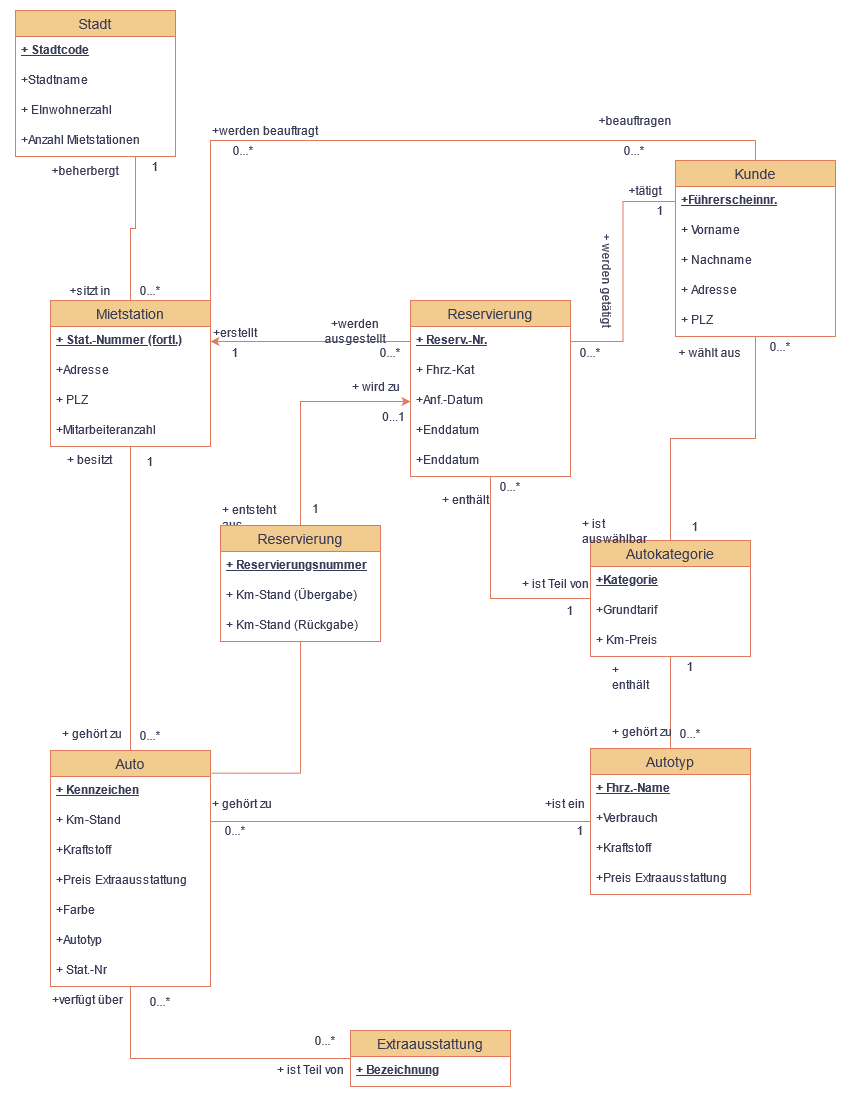 Stadt
+ Stadtcode
+Stadtname
+ EInwohnerzahl
+Anzahl Mietstationen
+beherbergt
1
+werden beauftragt
0...*
+beauftragen
0...*
Kunde
+Führerscheinnr.
+ Vorname
+ Nachname
+ Adresse
+ PLZ
+tätigt
1
+ werden getätigt
0...*
+sitzt in
0...*
Mietstation
+ Stat.-Nummer (fortl.)
+Adresse
+ PLZ
+Mitarbeiteranzahl
+erstellt
1
+werden
ausgestellt
0...*
Reservierung
+ Reserv.-Nr.
+ Fhrz.-Kat
+Anf.-Datum
+Enddatum
+Enddatum
+ wird zu
0...1
+ wählt aus
0...*
+ besitzt
1
+ enthält
0...*
+ entsteht
aus
1
Reservierung
+ Reservierungsnummer
+ Km-Stand (Übergabe)
+ Km-Stand (Rückgabe)
+ ist
auswählbar
1
+ ist Teil von
1
Autokategorie
+Kategorie
+Grundtarif
+ Km-Preis
+
enthält
1
+ gehört zu
0...*
+ gehört zu
0...*
Auto
+ Kennzeichen
+ Km-Stand
+Kraftstoff
+Preis Extraausstattung
+Farbe
+Autotyp
+ Stat.-Nr
+ gehört zu
0...*
+ist ein
1
Autotyp
+ Fhrz.-Name
+Verbrauch
+Kraftstoff
+Preis Extraausstattung
+verfügt über
0...*
0...*
+ ist Teil von
Extraausstattung
+ Bezeichnung